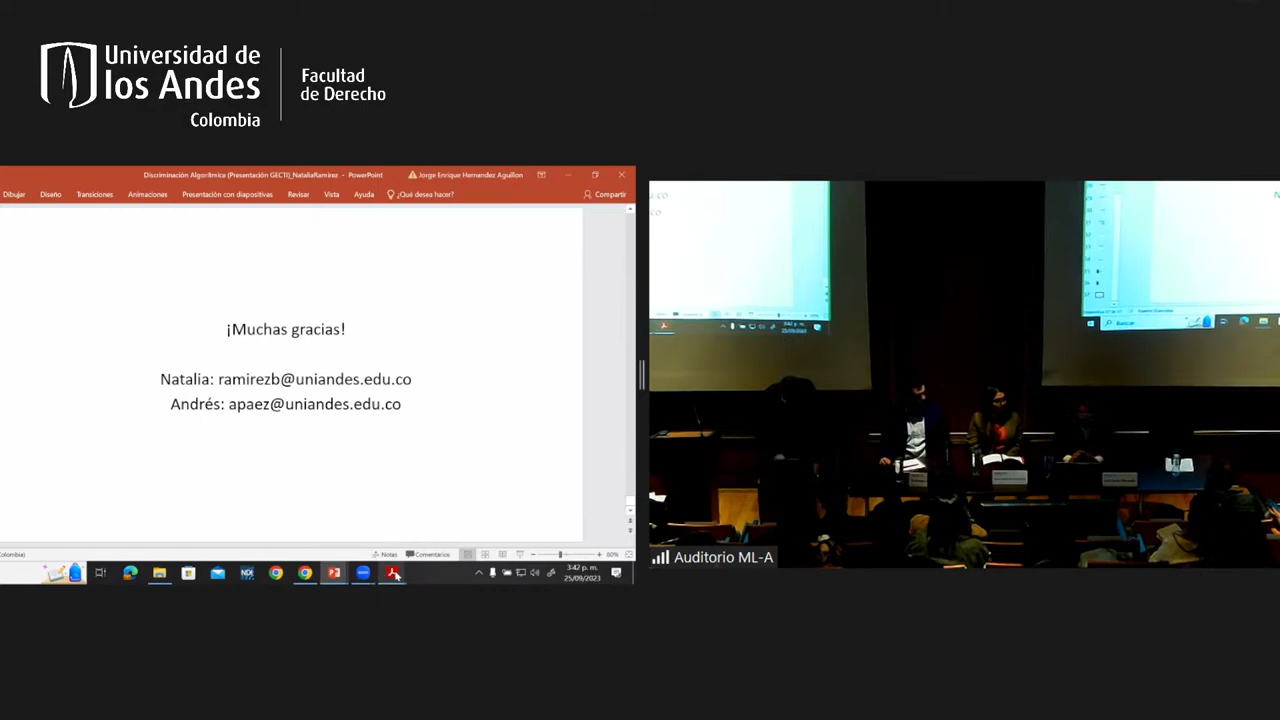 Universidad de
los Andes
Colombia
Facultad
de Derecho
Discriminación Algorítmica (Presentación GECTI)_NataliaRamirez - PowerPoint
Jorge Enrique Hernandez Aguillon
Dibujar Diseño Transiciones Animaciones Presentación con diapositivas Revisar Vista Ayuda ¿Qué desea hacer? Compartir
¡Muchas gracias!
Natalia: ramirezb@uniandes.edu.co
Andrés: apaez@uniandes.edu.co
Colombia) Notas Comentarios 80%
3:42 p. m.
25/09/2023
Buscar
Auditorio ML-A